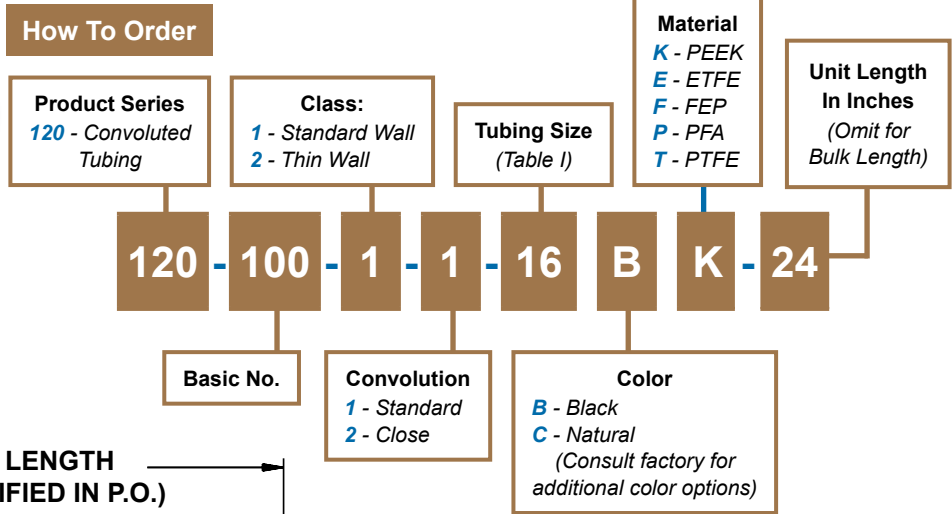 How To Order
Product Series
120 - Convoluted
Tubing
Class:
1 - Standard Wall
2 - Thin Wall
Tubing Size
(Table I)
Material
K - PEEK
E - ETFE
F - FEP
P - PFA
T - PTFE
Unit Length
In Inches
(Omit for
Bulk Length)
120 - 100 - 1 - 1 - 16 B K - 24
Basic No.
Convolution
1 - Standard
2 - Close
Color
B - Black
C - Natural
(Consult factory for
additional color options)
LENGTH
IFIED IN P.O.)